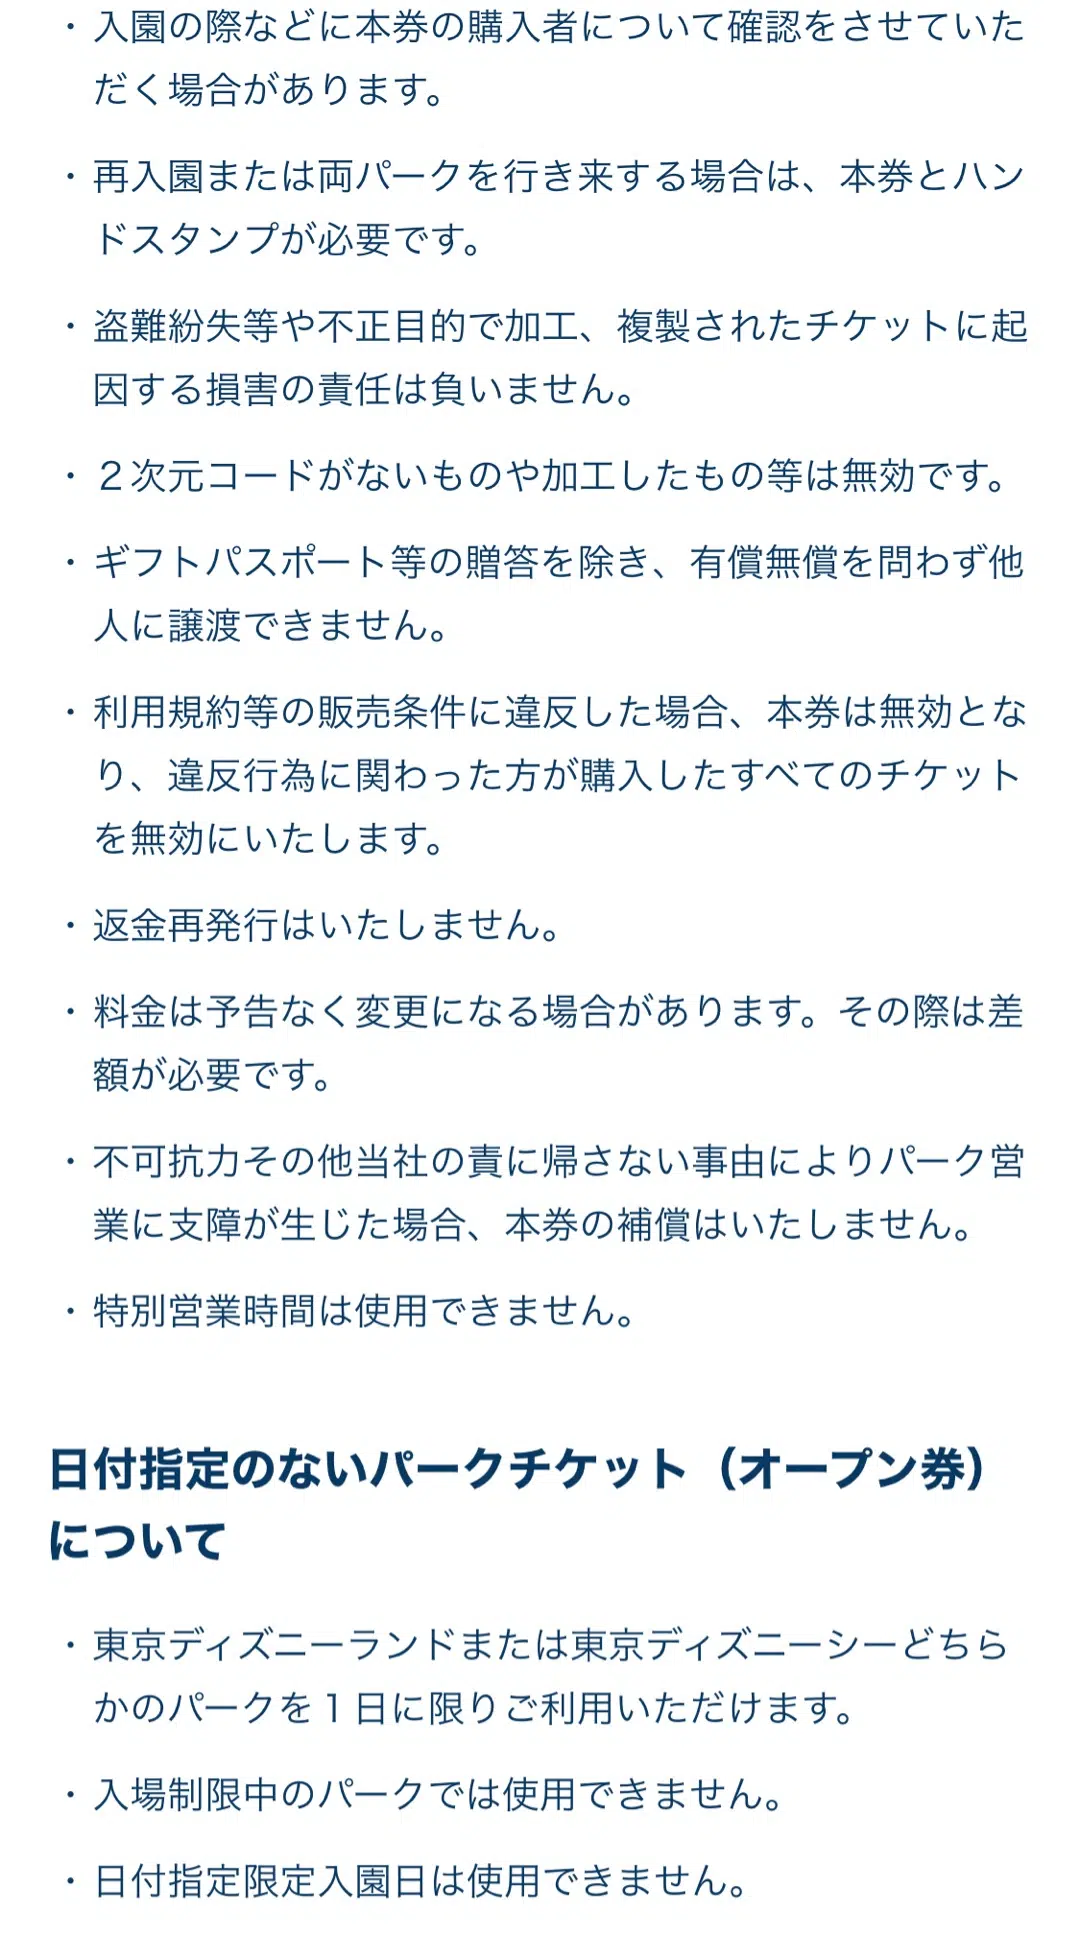 ・入園の際などに本券の購入者について確認をさせていた
だく場合があります。
・再入園または両パークを行き来する場合は、本券とハン
ドスタンプが必要です。
・盗難紛失等や不正目的で加工、複製されたチケットに起
因する損害の責任は負いません。
・２次元コードがないものや加工したもの等は無効です。
・ギフトパスポート等の贈答を除き、有償無償を問わず他
人に譲渡できません。
・利用規約等の販売条件に違反した場合、本券は無効とな
り、違反行為に関わった方が購入したすべてのチケット
を無効にいたします。
・返金再発行はいたしません。
・料金は予告なく変更になる場合があります。その際は差
額が必要です。
・不可抗力その他当社の責に帰さない事由によりパーク営
業に支障が生じた場合、本券の補償はいたしません。
・特別営業時間は使用できません。
日付指定のないパークチケット（オープン券）
について
・東京ディズニーランドまたは東京ディズニーシーどちら
かのパークを１日に限りご利用いただけます。
・入場制限中のパークでは使用できません。
・日付指定限定入園日は使用できません。